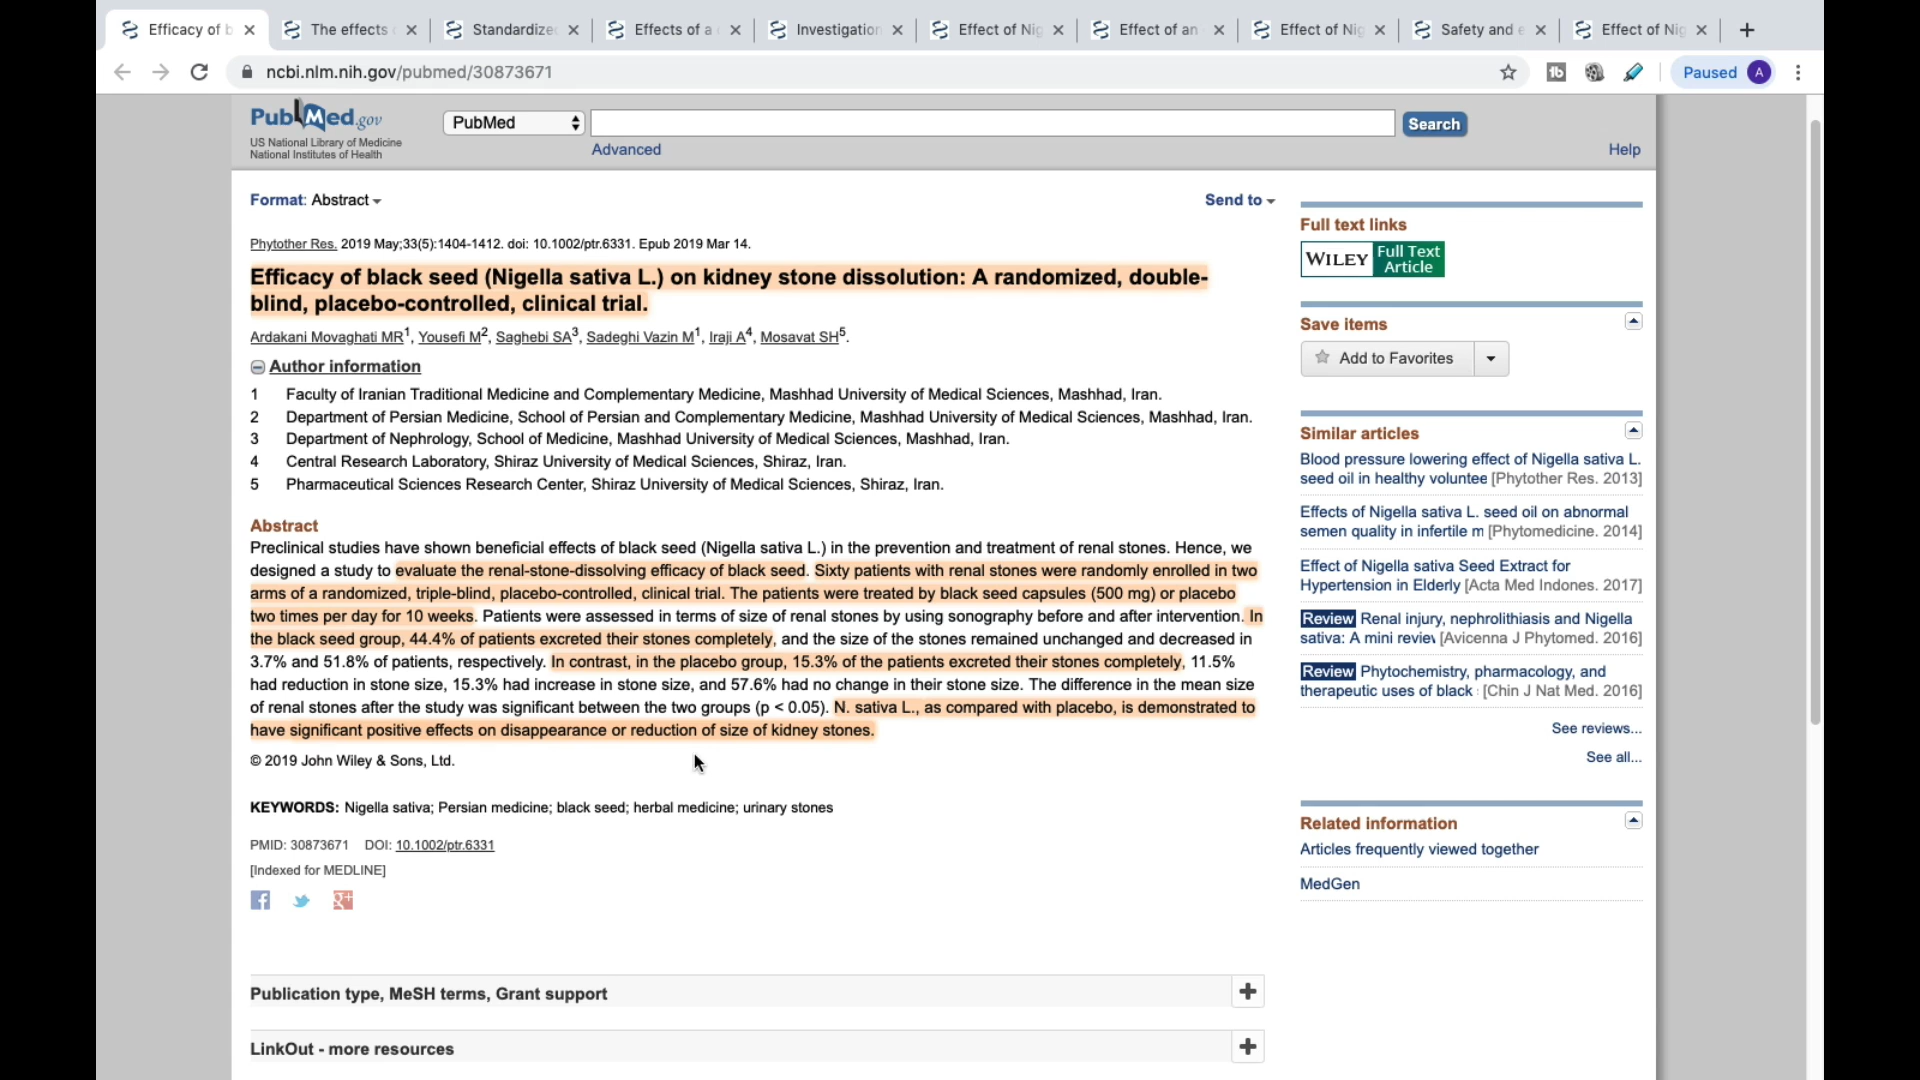 Efficacy of b
The effects
Standardize
Effects of a
Investigation
Effect of Nig
Effect of an
Effect of Nig
Safety and e
Effect of Nig
ncbi.nlm.nih.gov/pubmed/30873671
Paused A
PubMed.gov
US National Library of Medicine
National Institutes of Health
PubMed
Search
Advanced
Help
Format: Abstract
Send to
Phytother Res. 2019 May;33(5):1404-1412. doi: 10.1002/ptr.6331. Epub 2019 Mar 14.
Efficacy of black seed (Nigella sativa L.) on kidney stone dissolution: A randomized, double-
blind, placebo-controlled, clinical trial.
Ardakani Movaghati MR1, Yousefi M2, Saghebi SA3, Sadeghi Vazin M1, Iraji A4, Mosavat SH5.
Author information
1 Faculty of Iranian Traditional Medicine and Complementary Medicine, Mashhad University of Medical Sciences, Mashhad, Iran.
2 Department of Persian Medicine, School of Persian and Complementary Medicine, Mashhad University of Medical Sciences, Mashhad, Iran.
3 Department of Nephrology, School of Medicine, Mashhad University of Medical Sciences, Mashhad, Iran.
4 Central Research Laboratory, Shiraz University of Medical Sciences, Shiraz, Iran.
5 Pharmaceutical Sciences Research Center, Shiraz University of Medical Sciences, Shiraz, Iran.
Abstract
Preclinical studies have shown beneficial effects of black seed (Nigella sativa L.) in the prevention and treatment of renal stones. Hence, we
designed a study to evaluate the renal-stone-dissolving efficacy of black seed. Sixty patients with renal stones were randomly enrolled in two
arms of a randomized, triple-blind, placebo-controlled, clinical trial. The patients were treated by black seed capsules (500 mg) or placebo
two times per day for 10 weeks. Patients were assessed in terms of size of renal stones by using sonography before and after intervention. In
the black seed group, 44.4% of patients excreted their stones completely, and the size of the stones remained unchanged and decreased in
3.7% and 51.8% of patients, respectively. In contrast, in the placebo group, 15.3% of the patients excreted their stones completely, 11.5%
had reduction in stone size, 15.3% had increase in stone size, and 57.6% had no change in their stone size. The difference in the mean size
of renal stones after the study was significant between the two groups (p < 0.05). N. sativa L., as compared with placebo, is demonstrated to
have significant positive effects on disappearance or reduction of size of kidney stones.
© 2019 John Wiley & Sons, Ltd.
KEYWORDS: Nigella sativa; Persian medicine; black seed; herbal medicine; urinary stones
PMID: 30873671 DOI: 10.1002/ptr.6331
[Indexed for MEDLINE]
Publication type, MeSH terms, Grant support
LinkOut - more resources
Full text links
WILEY Full Text
Article
Save items
Add to Favorites
Similar articles
Blood pressure lowering effect of Nigella sativa L.
seed oil in healthy voluntee [Phytother Res. 2013]
Effects of Nigella sativa L. seed oil on abnormal
semen quality in infertile m [Phytomedicine. 2014]
Effect of Nigella sativa Seed Extract for
Hypertension in Elderly [Acta Med Indones. 2017]
Review Renal injury, nephrolithiasis and Nigella
sativa: A mini review [Avicenna J Phytomed. 2016]
Review Phytochemistry, pharmacology, and
therapeutic uses of black [Chin J Nat Med. 2016]
See reviews...
See all...
Related information
Articles frequently viewed together
MedGen